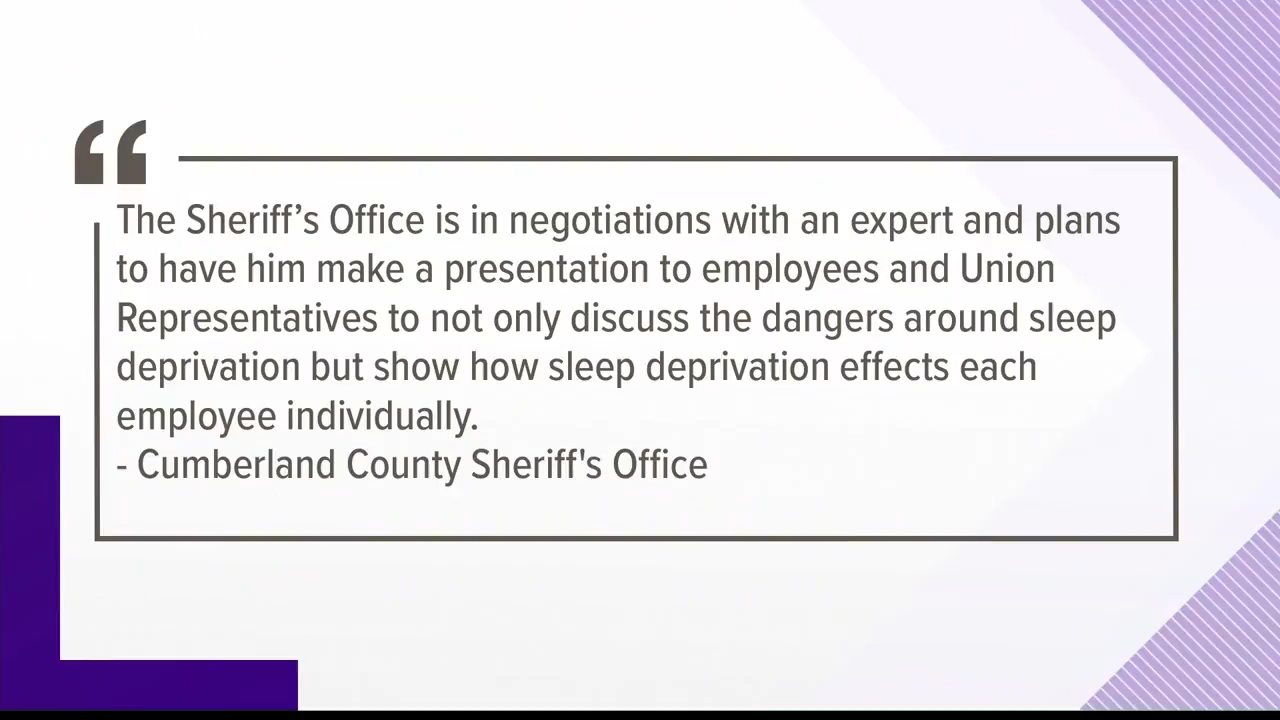 “
The Sheriff’s Office is in negotiations with an expert and plans
to have him make a presentation to employees and Union
Representatives to not only discuss the dangers around sleep
deprivation but show how sleep deprivation effects each
employee individually.
- Cumberland County Sheriff's Office